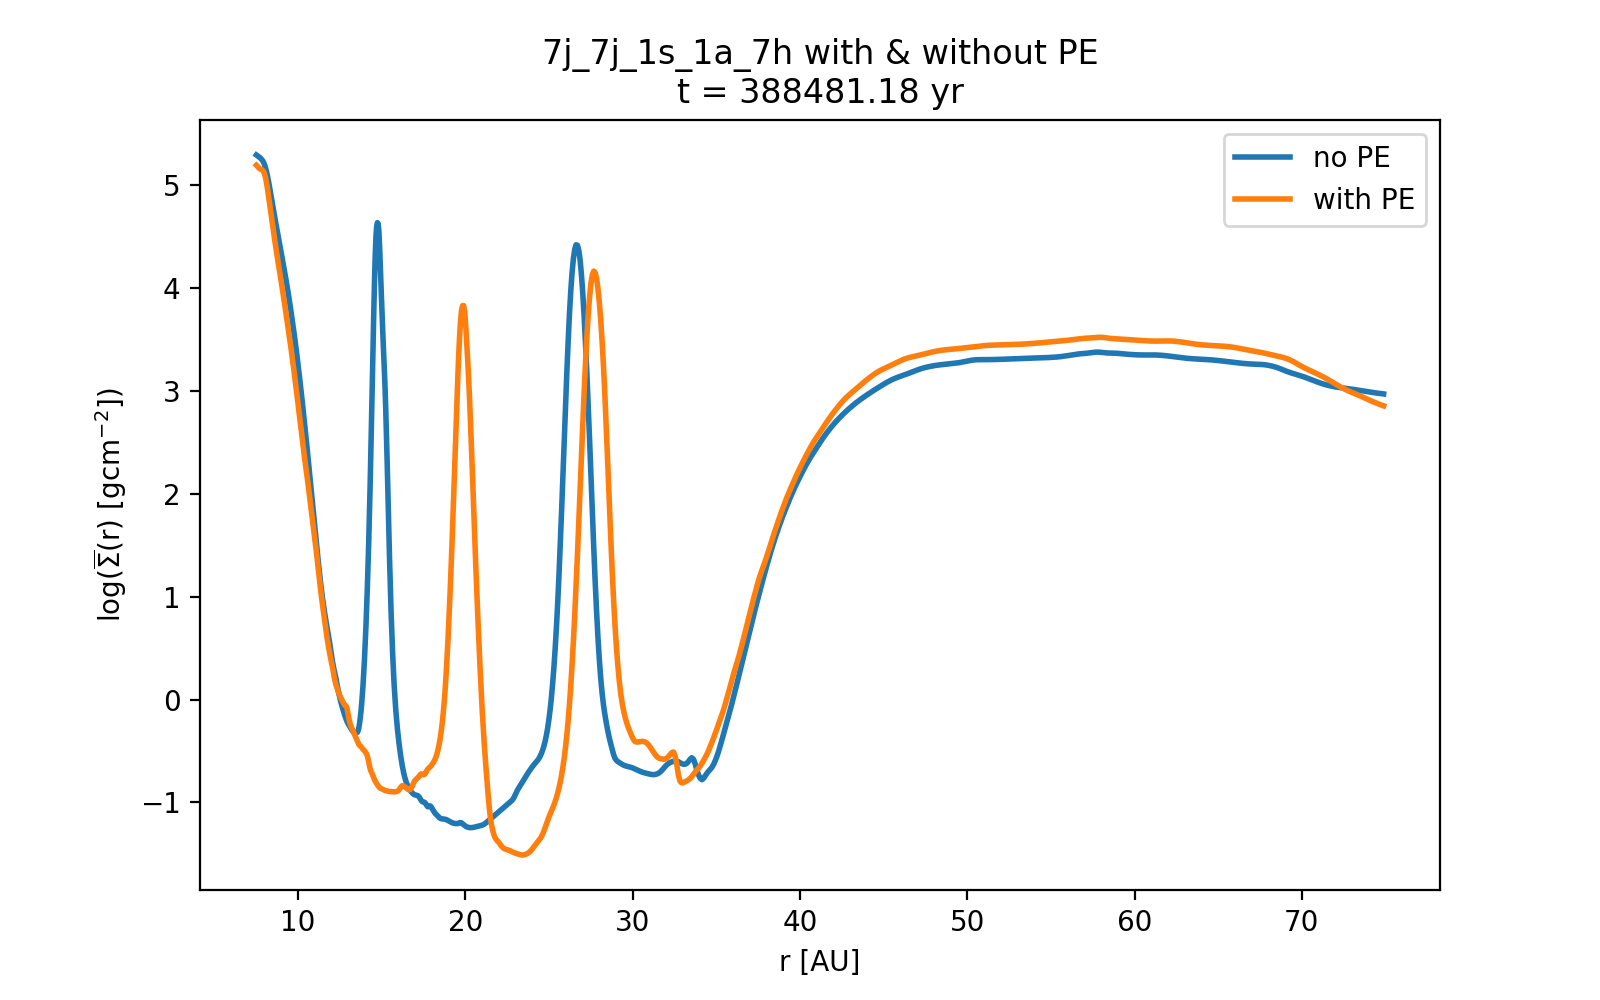 7j_7j_1s_1a_7h with & without PE
t = 388481.18 yr
no PE
with PE
5
4
3
2
1
0
−1
log(Σ̅(r) [gcm⁻²])
10 20 30 40 50 60 70
r [AU]